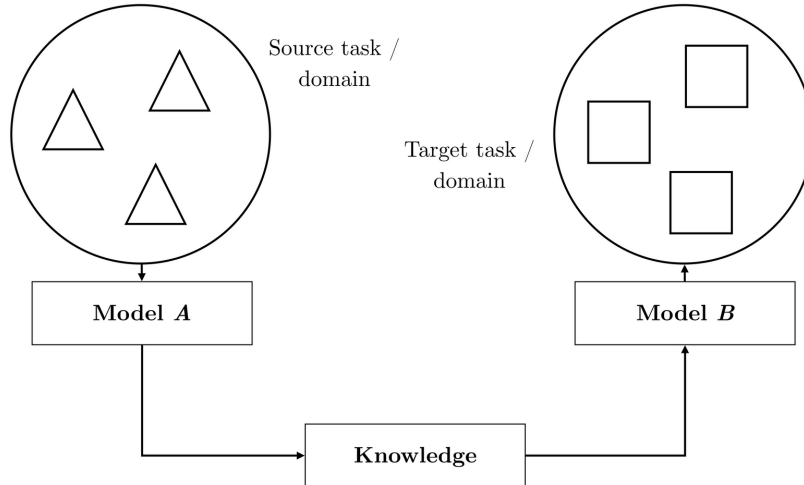 Source task /
domain
Target task /
domain
Model A
Model B
Knowledge